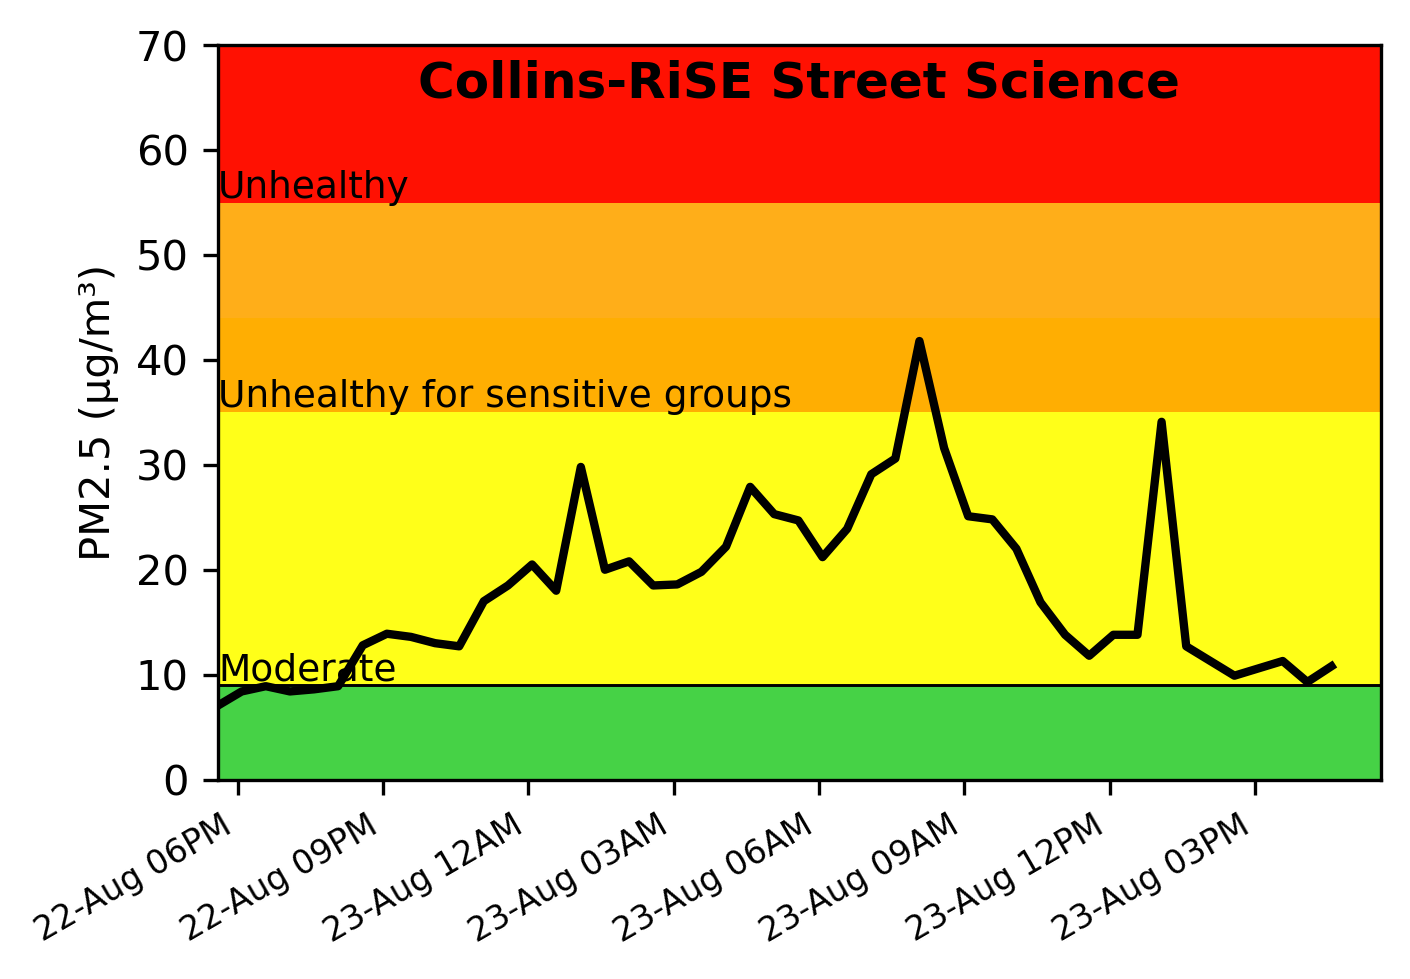 Collins-RiSE Street Science
70
60
50
40
30
20
10
0
PM2.5 (µg/m³)
Unhealthy
Unhealthy for sensitive groups
Moderate
22-Aug 06PM
22-Aug 09PM
23-Aug 12AM
23-Aug 03AM
23-Aug 06AM
23-Aug 09AM
23-Aug 12PM
23-Aug 03PM